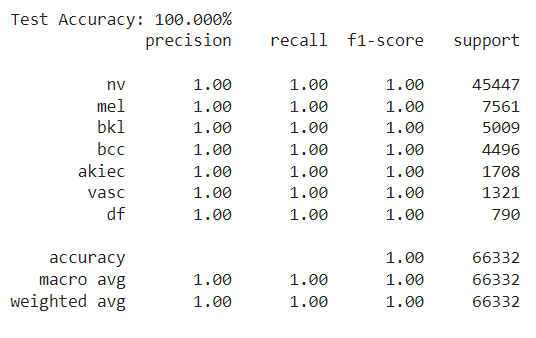 Test Accuracy: 100.000%
precision recall f1-score support
nv 1.00 1.00 1.00 45447
mel 1.00 1.00 1.00 7561
bkl 1.00 1.00 1.00 5009
bcc 1.00 1.00 1.00 4496
akiec 1.00 1.00 1.00 1708
vasc 1.00 1.00 1.00 1321
df 1.00 1.00 1.00 790
accuracy 1.00 66332
macro avg 1.00 1.00 1.00 66332
weighted avg 1.00 1.00 1.00 66332